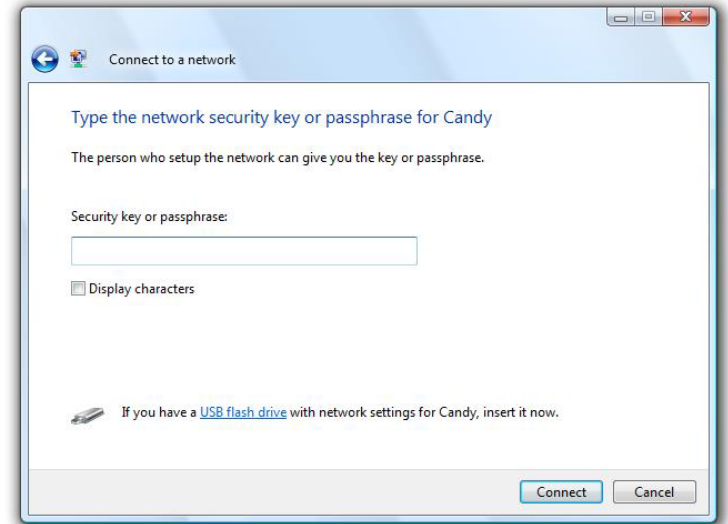 Connect to a network
Type the network security key or passphrase for Candy
The person who setup the network can give you the key or passphrase.
Security key or passphrase:
Display characters
If you have a USB flash drive with network settings for Candy, insert it now.
Connect Cancel